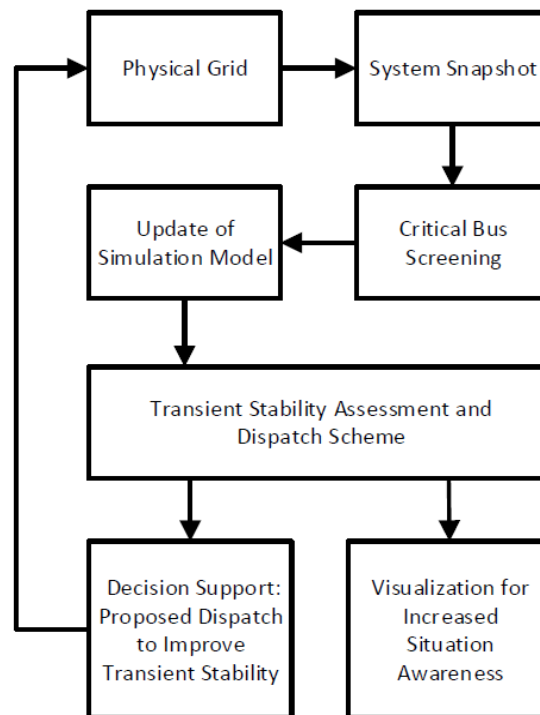 Physical Grid
System Snapshot
Update of
Simulation Model
Critical Bus
Screening
Transient Stability Assessment and
Dispatch Scheme
Decision Support:
Proposed Dispatch
to Improve
Transient Stability
Visualization for
Increased
Situation
Awareness